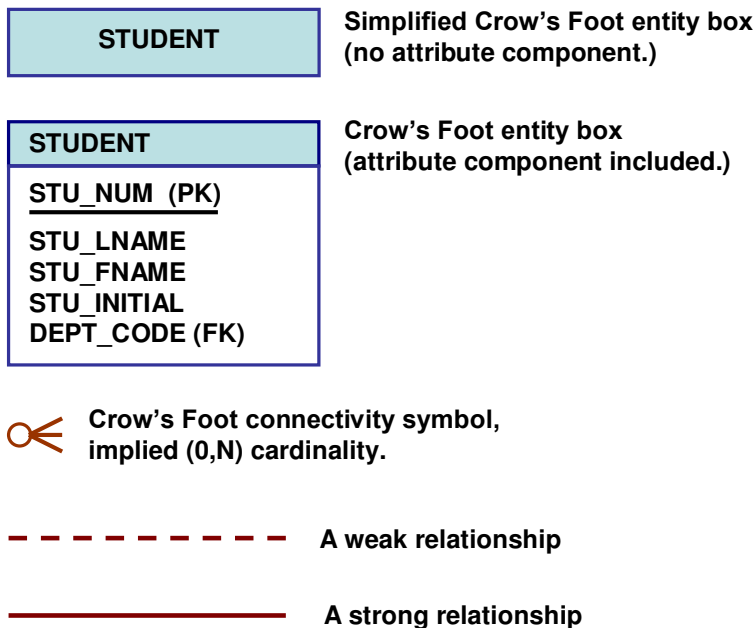 STUDENT
Simplified Crow’s Foot entity box
(no attribute component.)
STUDENT
STU_NUM (PK)
STU_LNAME
STU_FNAME
STU_INITIAL
DEPT_CODE (FK)
Crow’s Foot entity box
(attribute component included.)
Crow’s Foot connectivity symbol,
implied (0,N) cardinality.
A weak relationship
A strong relationship